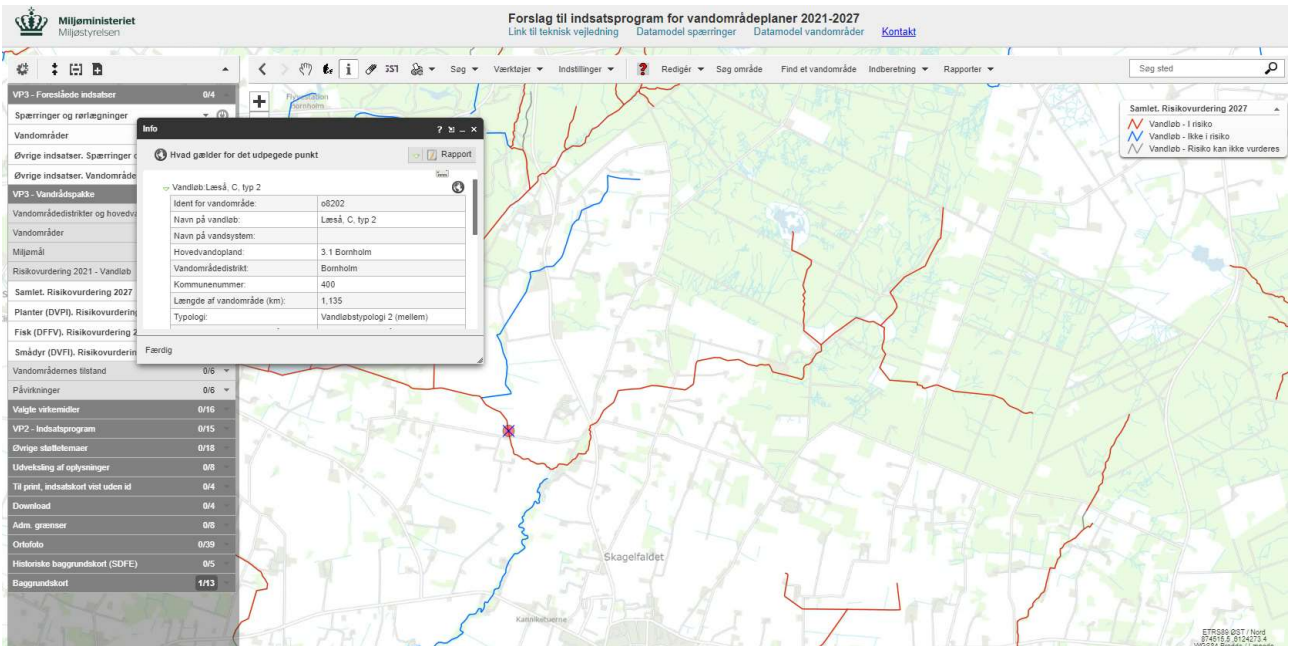 Miljøministeriet
Miljøstyrelsen
Forslag til indsatsprogram for vandområdeplaner 2021-2027
Link til teknisk vejledning Datamodel spærringer Datamodel vandområder Kontakt
Søg Værktøjer Indstillinger Redigér Søg område Find et vandområde Indberetning Rapporter
Søg sted
VP3 - Foreslåede indsatser 0/4
Spærringer og rørlægninger
Vandområder
Øvrige indsatser. Spærringer
Øvrige indsatser. Vandområde
VP3 - Vandrådspakke
Vandområdedistrikter og hovedva
Vandområder
Miljømål
Risikovurdering 2021 - Vandløb
Samlet. Risikovurdering 2027
Planter (DVPI). Risikovurdering
Fisk (DFFV). Risikovurdering 2
Smådyr (DVFI). Risikovurderin
Vandområdernes tilstand 0/6
Påvirkninger 0/6
Valgte virkemidler 0/16
VP2 - Indsatsprogram 0/15
Øvrige støttetemaer 0/18
Udveksling af oplysninger 0/8
Til print, indsatskort vist uden id 0/4
Download 0/4
Adm. grænser 0/8
Ortofoto 0/39
Historiske baggrundskort (SDFE) 0/5
Baggrundskort 1/13
Info
Hvad gælder for det udpegede punkt
Rapport
Vandløb:Læså, C, typ 2
Ident for vandområde: o8202
Navn på vandløb: Læså, C, typ 2
Navn på vandsystem:
Hovedvandopland: 3.1 Bornholm
Vandområdedistrikt: Bornholm
Kommunenummer: 400
Længde af vandområde (km): 1,135
Typologi: Vandløbstypologi 2 (mellem)
Færdig
Samlet. Risikovurdering 2027
Vandløb - I risiko
Vandløb - Ikke i risiko
Vandløb - Risiko kan ikke vurderes
Skagelfaldet
ETRS89 ØST / Nord